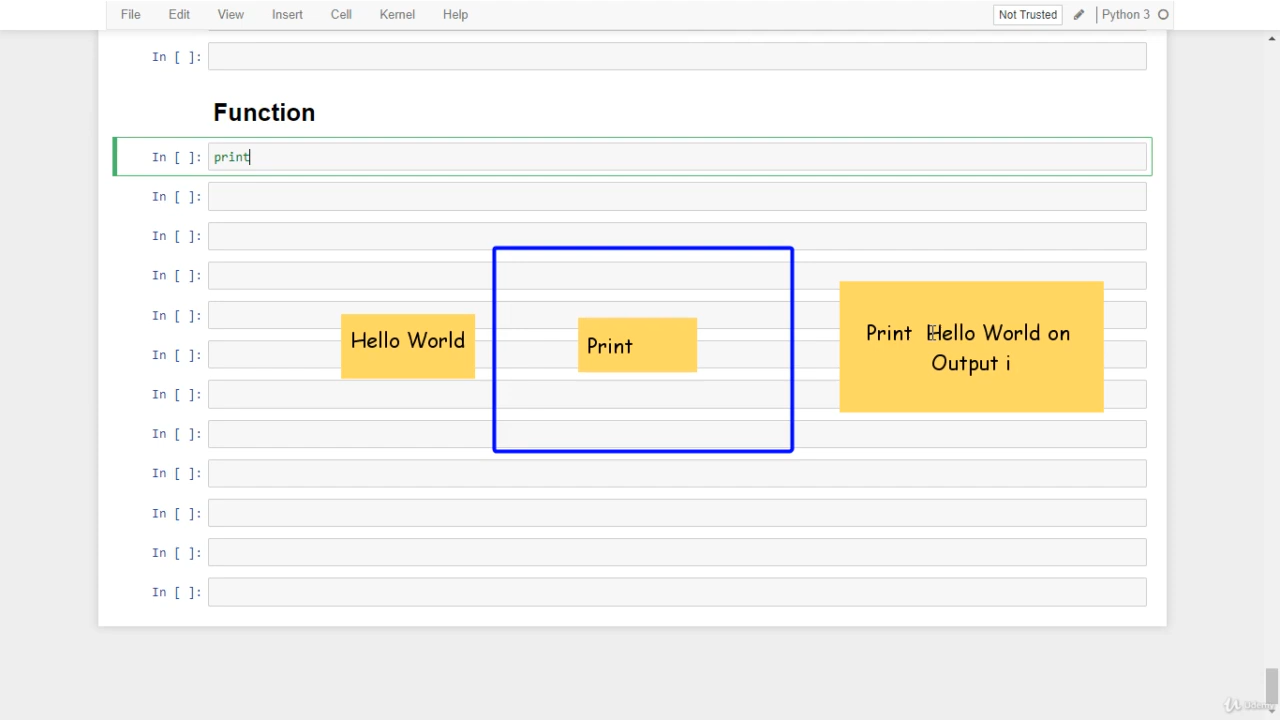 File Edit View Insert Cell Kernel Help Not Trusted Python 3
In [ ]:
Function
In [ ]: print
In [ ]:
In [ ]:
In [ ]:
In [ ]:
Hello World
Print
Print Hello World on
Output i
In [ ]:
In [ ]:
In [ ]:
In [ ]:
In [ ]:
In [ ]:
In [ ]:
Udemy